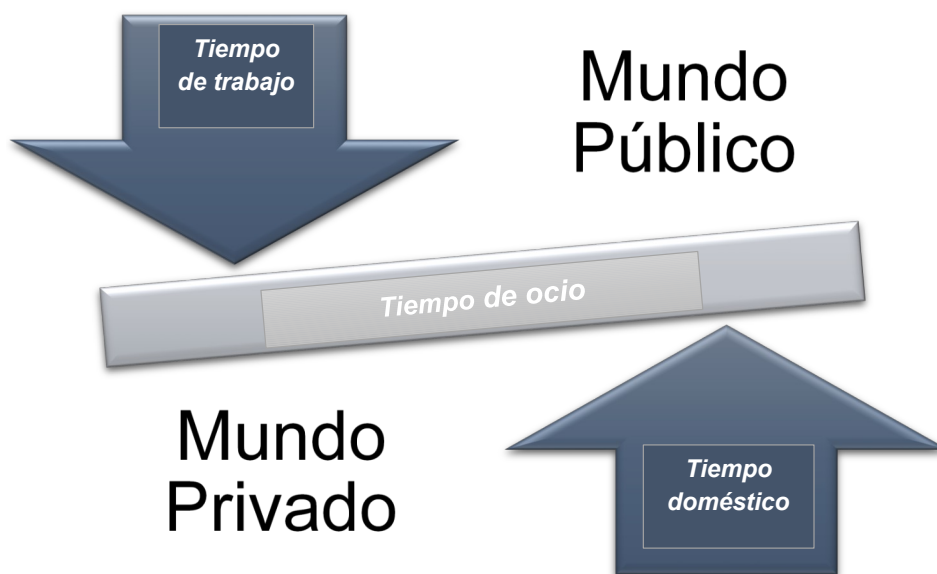 Tiempo
de trabajo
Mundo
Público
Tiempo de ocio
Mundo
Privado
Tiempo
doméstico